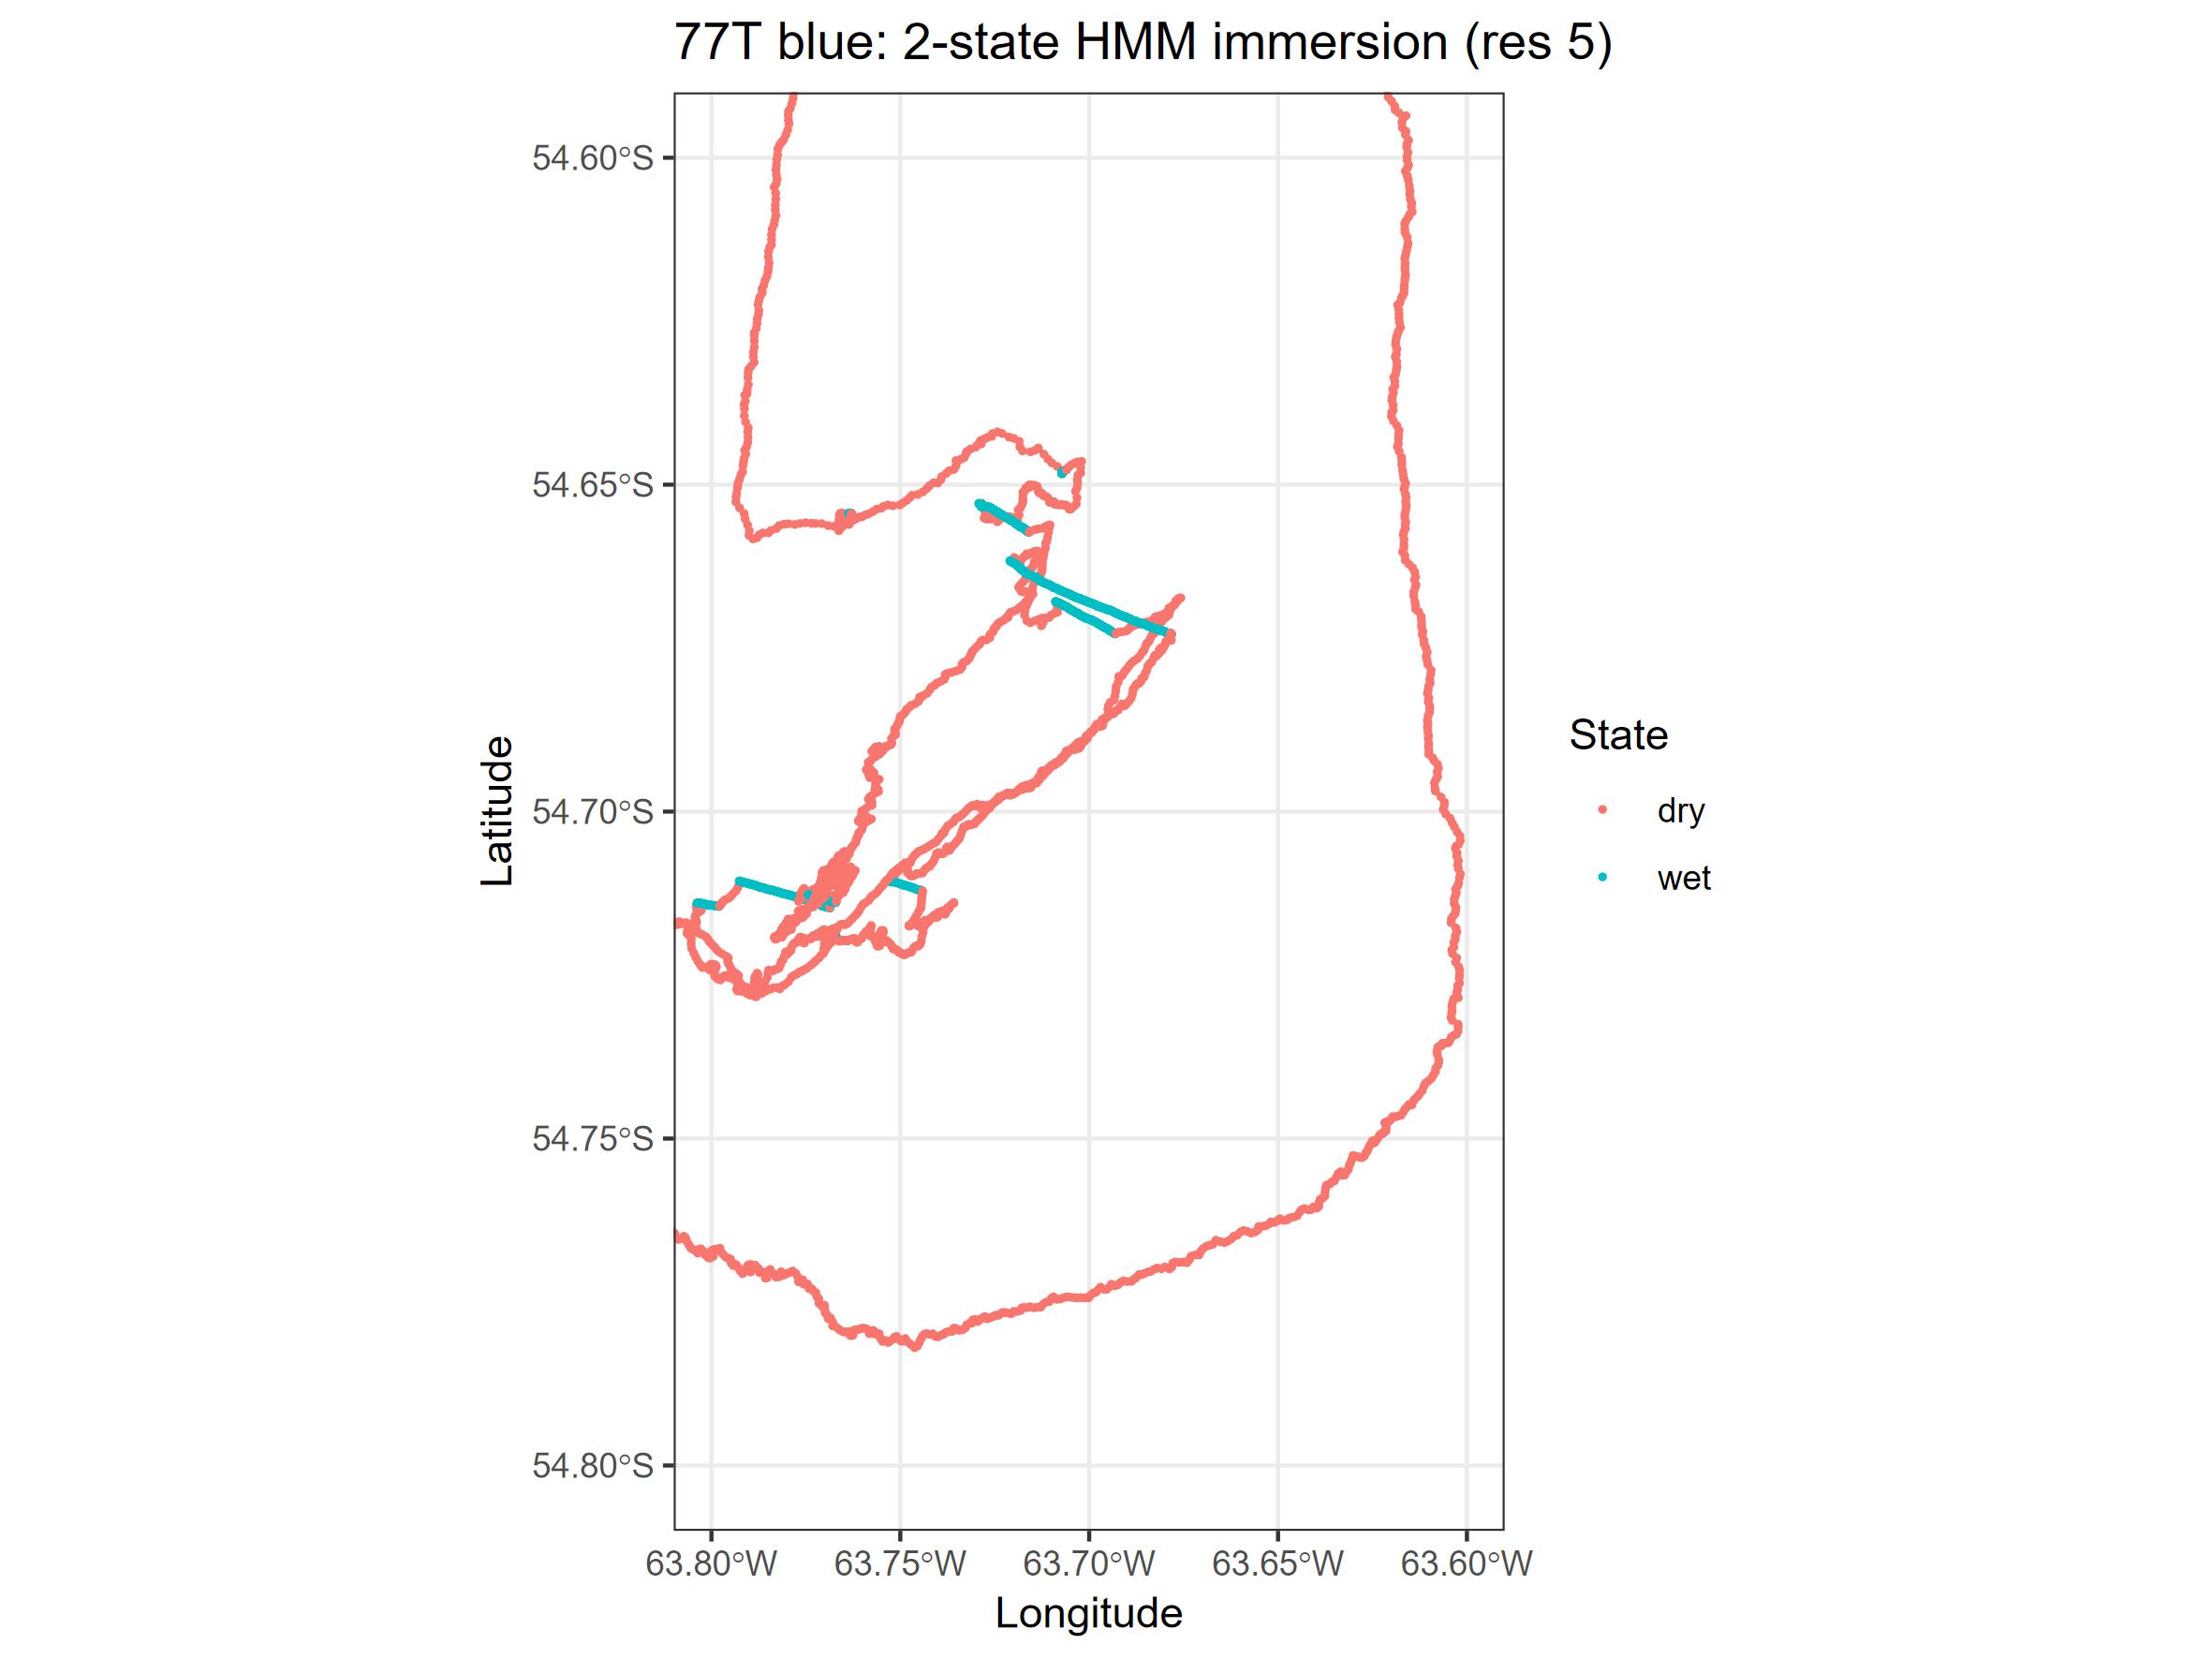 77T blue: 2-state HMM immersion (res 5)
54.60°S
54.65°S
54.70°S
54.75°S
54.80°S
Latitude
63.80°W 63.75°W 63.70°W 63.65°W 63.60°W
Longitude
State
dry
wet